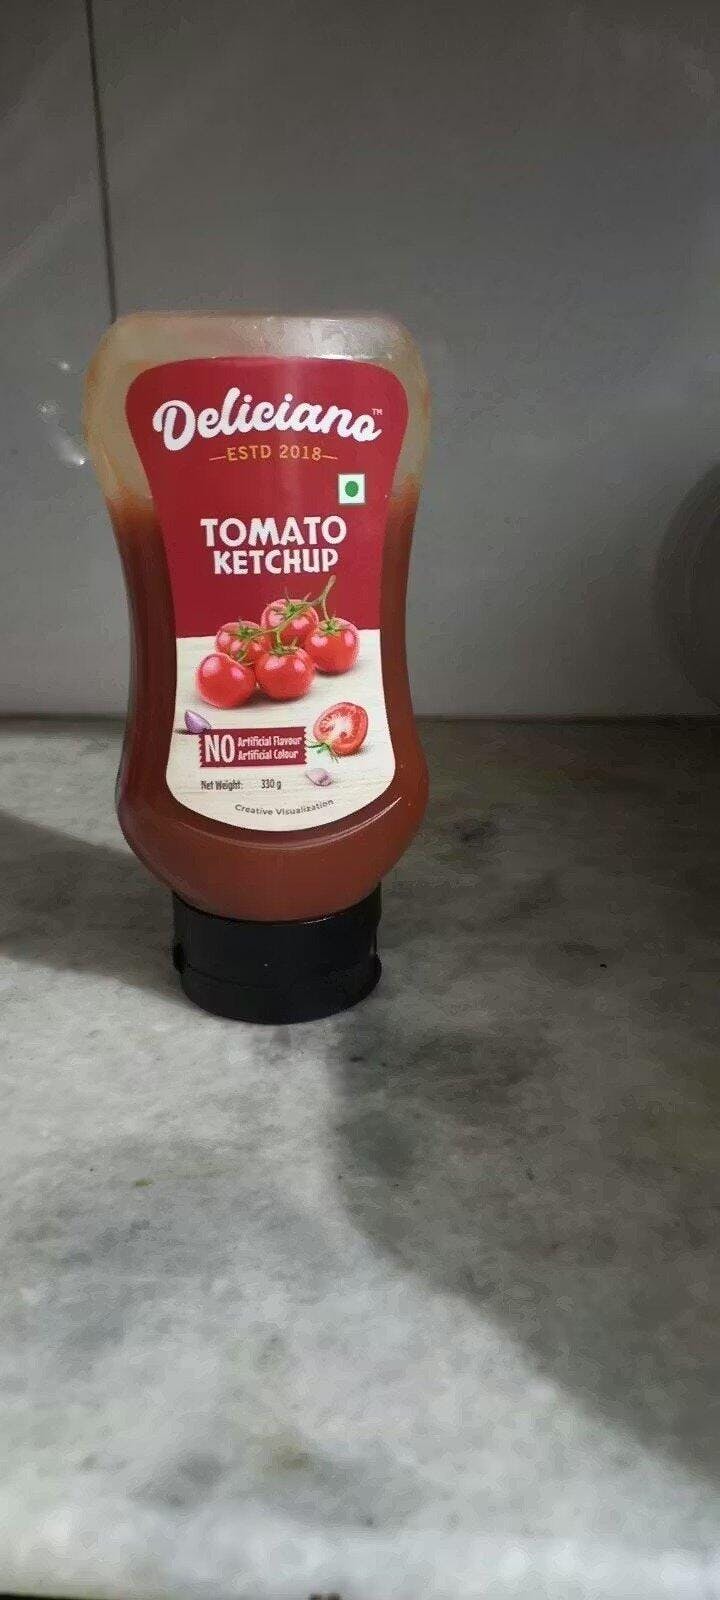 Deliciano™
ESTD 2018
TOMATO
KETCHUP
NO Artificial Flavour
Artificial Colour
Net Weight: 330 g
Creative Visualization